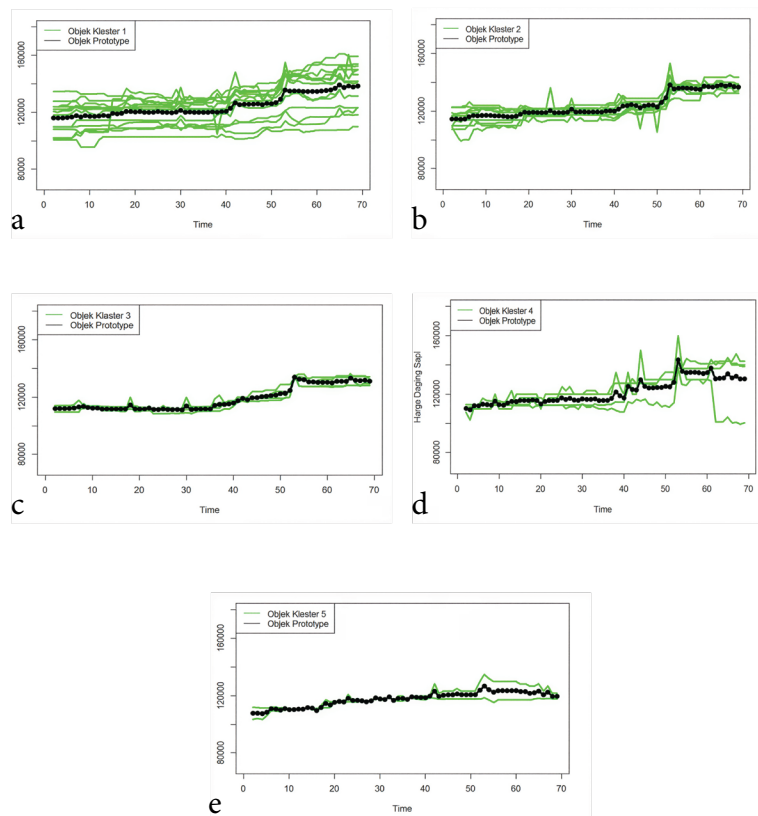 Objek Klester 1
Objek Prototype
160000
120000
80000
0 10 20 30 40 50 60 70
Time
a
Objek Klester 2
Objek Prototype
160000
120000
80000
0 10 20 30 40 50 60 70
Time
b
Objek Klaster 3
Objek Prototype
160000
120000
80000
0 10 20 30 40 50 60 70
Time
c
Objek Klester 4
Objek Prototype
Harge Daging Sapl
160000
120000
80000
0 10 20 30 40 50 60 70
Time
d
Objek Klester 5
Objek Prototype
160000
120000
80000
0 10 20 30 40 50 60 70
Time
e